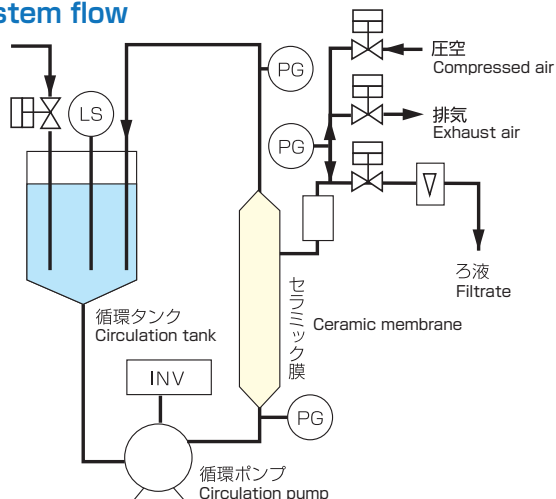 stem flow
PG
圧空
Compressed air
LS
排気
Exhaust air
PG
ろ液
Filtrate
セラミック膜
Ceramic membrane
循環タンク
Circulation tank
INV
PG
循環ポンプ
Circulation pump